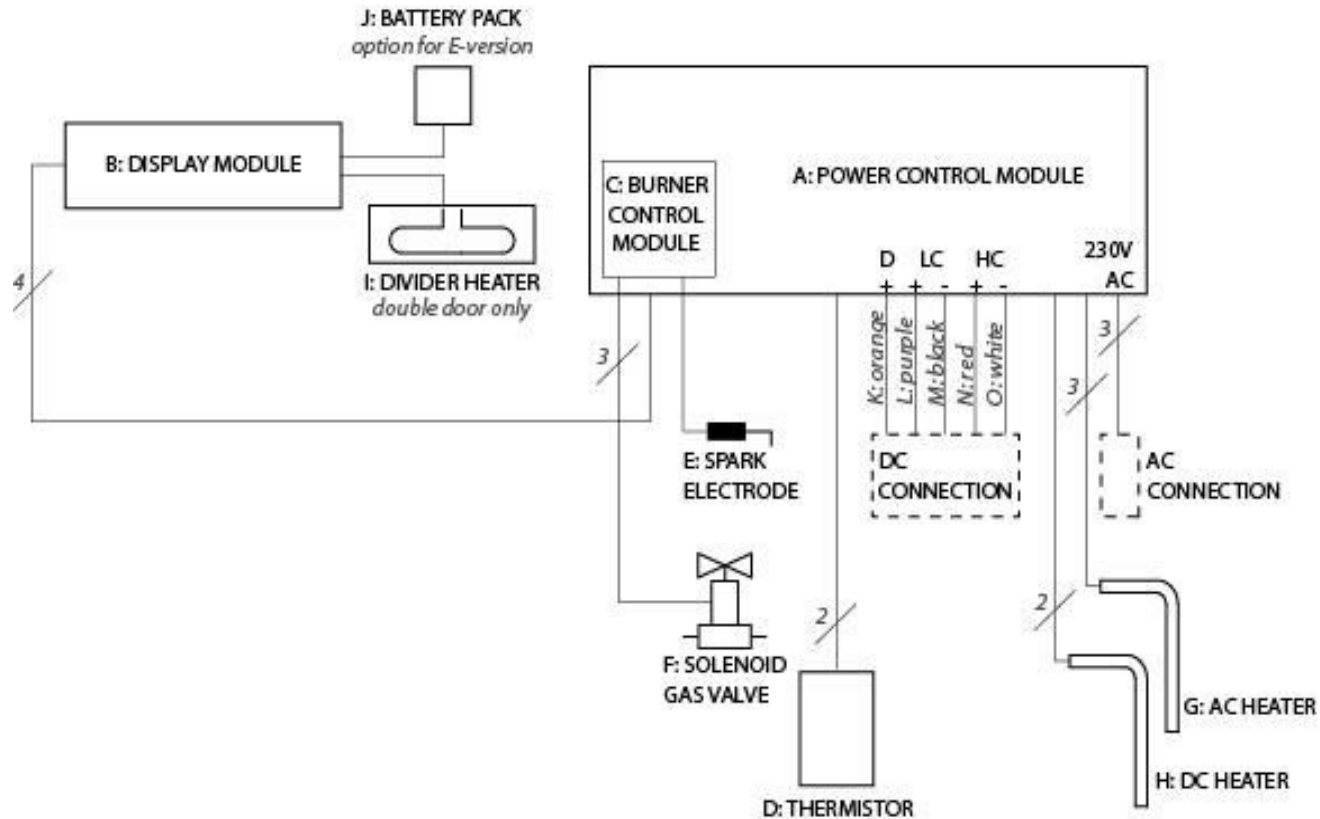 J: BATTERY PACK
option for E-version
B: DISPLAY MODULE
I: DIVIDER HEATER
double door only
4
A: POWER CONTROL MODULE
C: BURNER
CONTROL
MODULE
D LC HC
+ + - + -
230V
AC
3
K: orange
L: purple
M: black
N: red
O: white
3
3
E: SPARK
ELECTRODE
DC
CONNECTION
AC
CONNECTION
F: SOLENOID
GAS VALVE
2
D: THERMISTOR
2
G: AC HEATER
H: DC HEATER